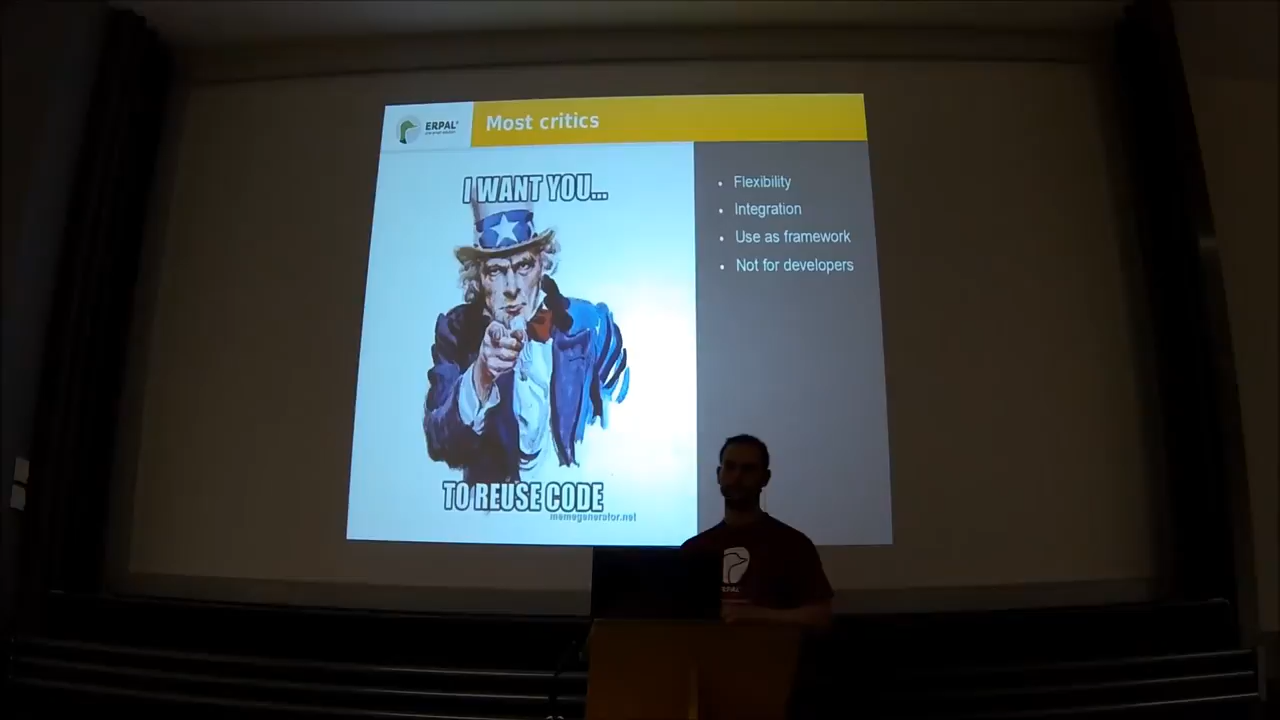 ERPAL
Most critics
I WANT YOU...
TO REUSE CODE
memegenerator.net
• Flexibility
• Integration
• Use as framework
• Not for developers